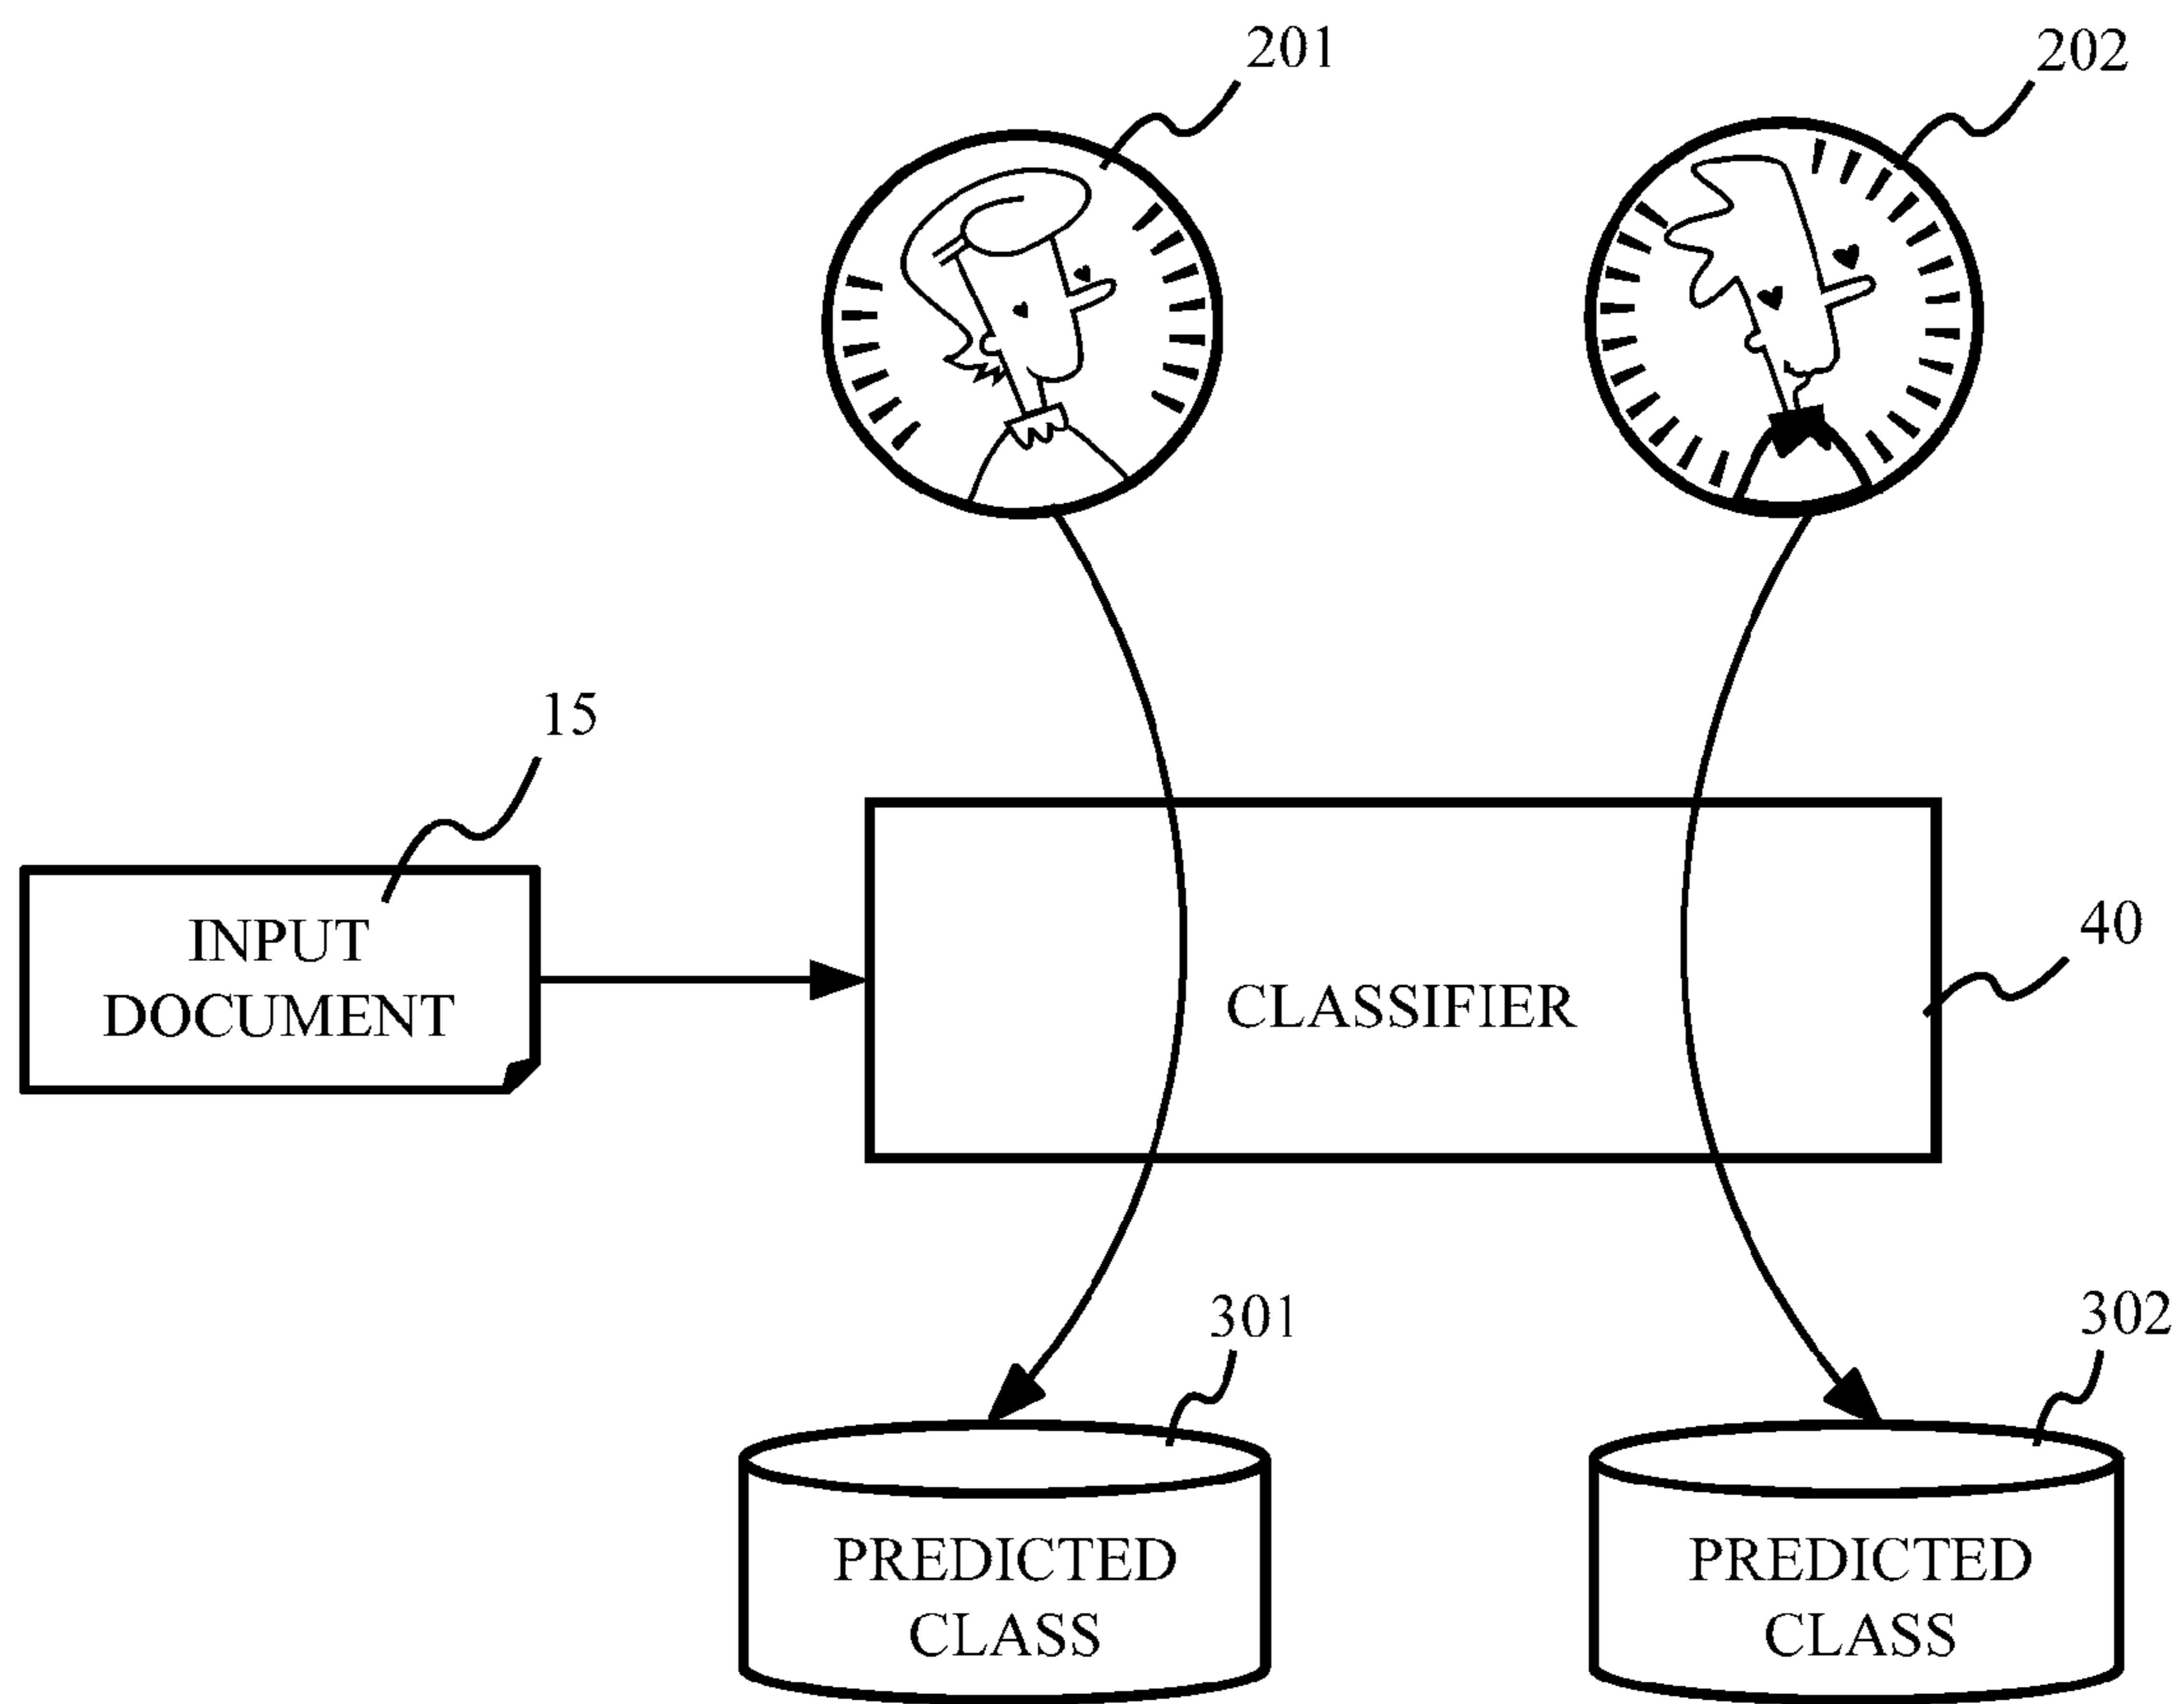 201
202
15
INPUT
DOCUMENT
CLASSIFIER
40
301
302
PREDICTED
CLASS
PREDICTED
CLASS